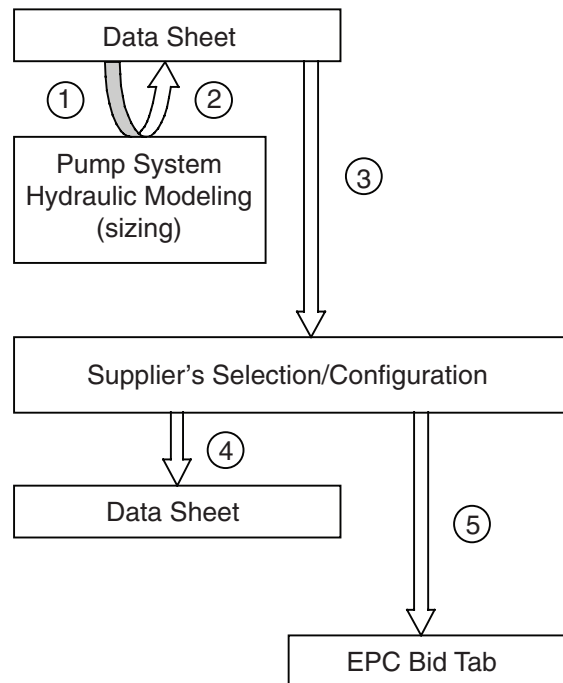 Data Sheet
1
2
Pump System
Hydraulic Modeling
(sizing)
3
Supplier's Selection/Configuration
4
Data Sheet
5
EPC Bid Tab